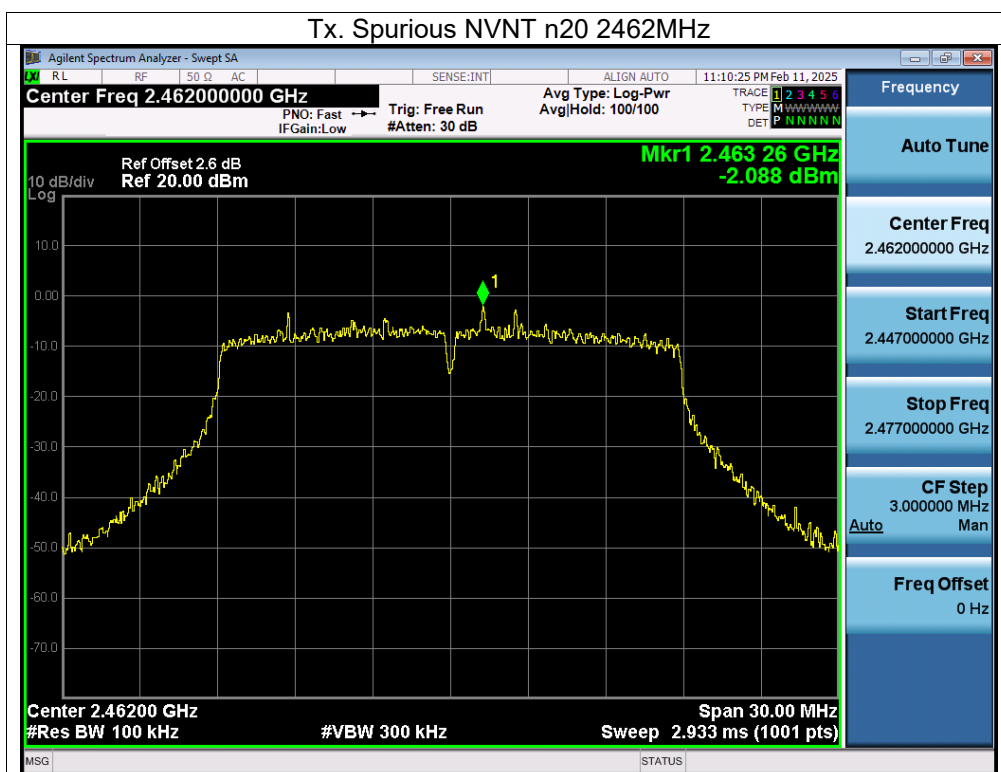 Tx. Spurious NVNT n20 2462MHz
Agilent Spectrum Analyzer - Swept SA
LXI RL RF 50 Ω AC SENSE:INT ALIGN AUTO 11:10:25 PM Feb 11, 2025
Center Freq 2.462000000 GHz
PNO: Fast
IFGain:Low
Trig: Free Run
#Atten: 30 dB
Avg Type: Log-Pwr
Avg|Hold: 100/100
TRACE 1 2 3 4 5 6
TYPE M WWWWW
DET P N N N N N
Mkr1 2.463 26 GHz
-2.088 dBm
Ref Offset 2.6 dB
10 dB/div Ref 20.00 dBm
Log
10.0
0.00
-10.0
-20.0
-30.0
-40.0
-50.0
-60.0
-70.0
1
Center 2.46200 GHz Span 30.00 MHz
#Res BW 100 kHz #VBW 300 kHz Sweep 2.933 ms (1001 pts)
MSG STATUS
Frequency
Auto Tune
Center Freq
2.462000000 GHz
Start Freq
2.447000000 GHz
Stop Freq
2.477000000 GHz
CF Step
3.000000 MHz
Auto Man
Freq Offset
0 Hz